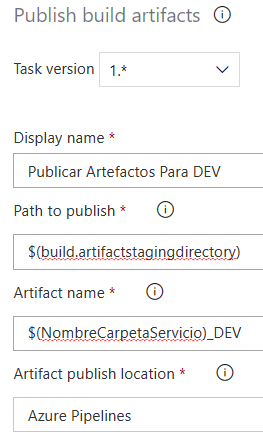 Publish build artifacts
Task version 1.*
Display name *
Publicar Artefactos Para DEV
Path to publish *
$(build.artifactstagingdirectory)
Artifact name *
$(NombreCarpetaServicio)_DEV
Artifact publish location *
Azure Pipelines